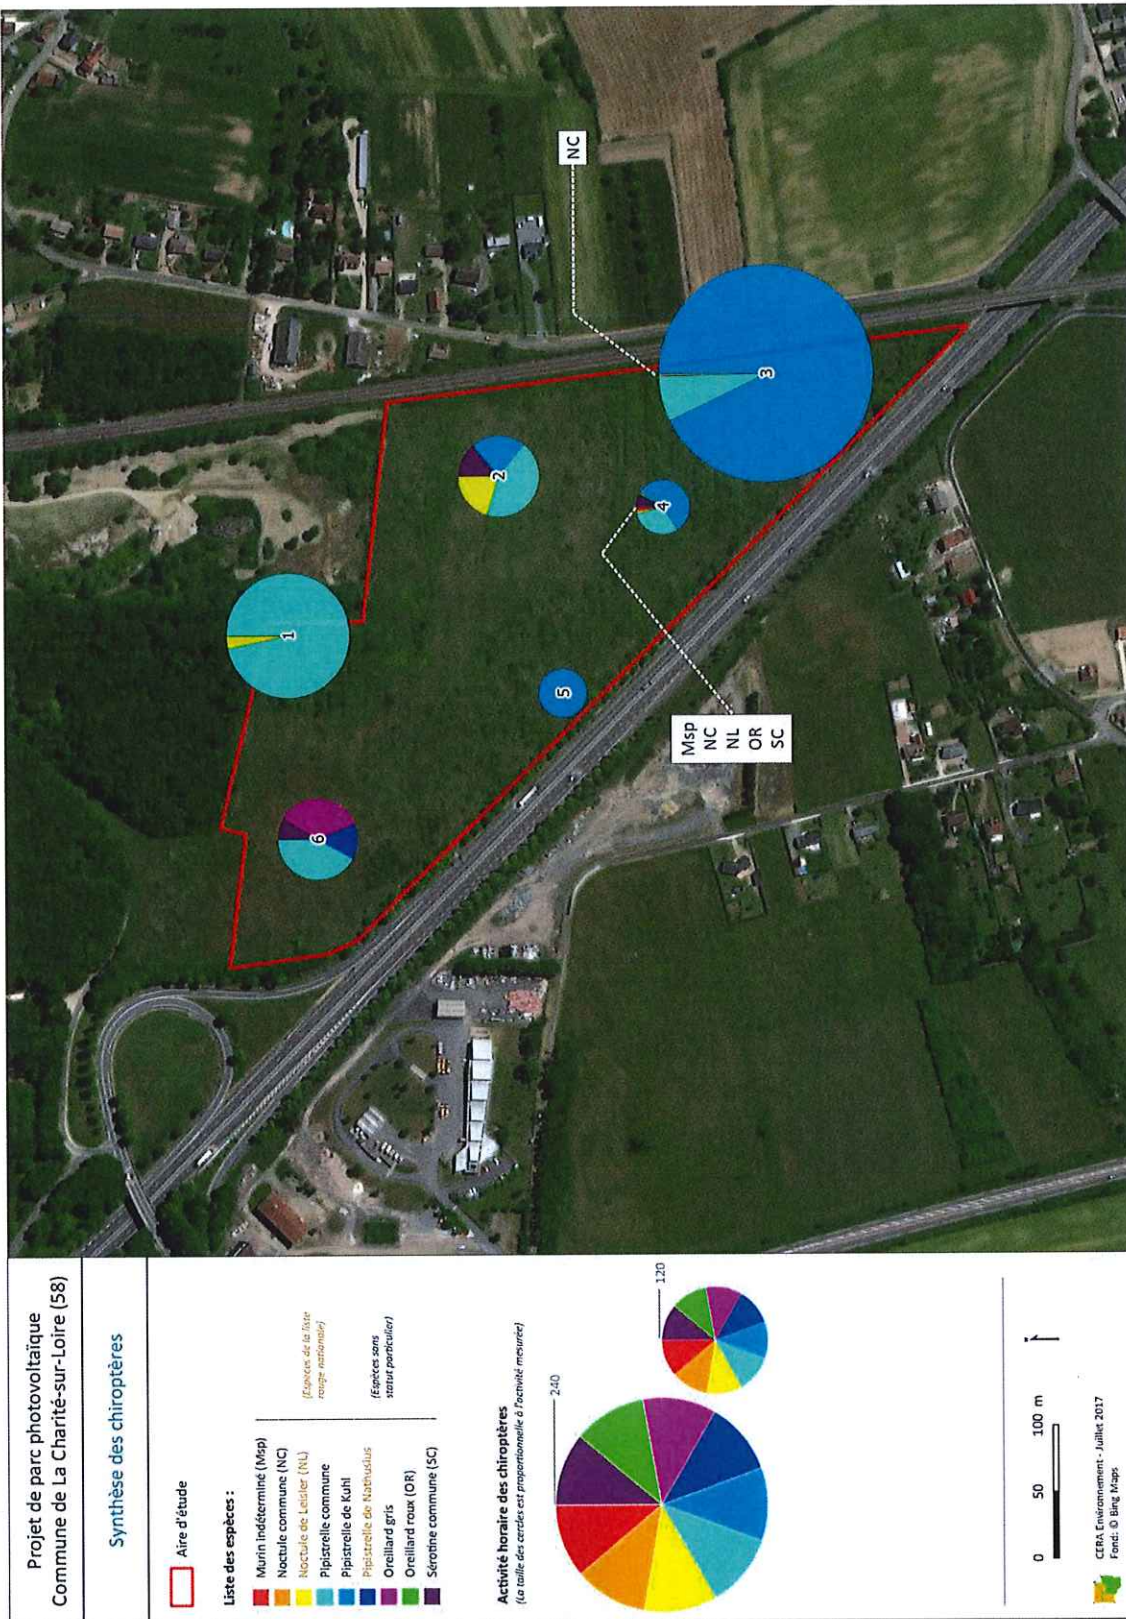 Projet de parc photovoltaïque
Commune de La Charité-sur-Loire (58)
Synthèse des chiroptères
Aire d'étude
Liste des espèces :
Murin indéterminé (Msp)
Noctule commune (NC)
Noctule de Leisler (NL)
Pipistrelle commune
Pipistrelle de Kuhl
Pipistrelle de Nathusius
Oreillard gris
Oreillard roux (OR)
Sérotine commune (SC)
(Espèces de la liste
rouge nationale)
(Espèces sans
statut particulier)
Activité horaire des chiroptères
(La taille des cercles est proportionnelle à l'activité mesurée)
240
120
0 50 100 m
CERA Environnement - Juillet 2017
Fond: © Bing Maps
1
2
3
4
5
6
NC
Msp
NC
NL
OR
SC